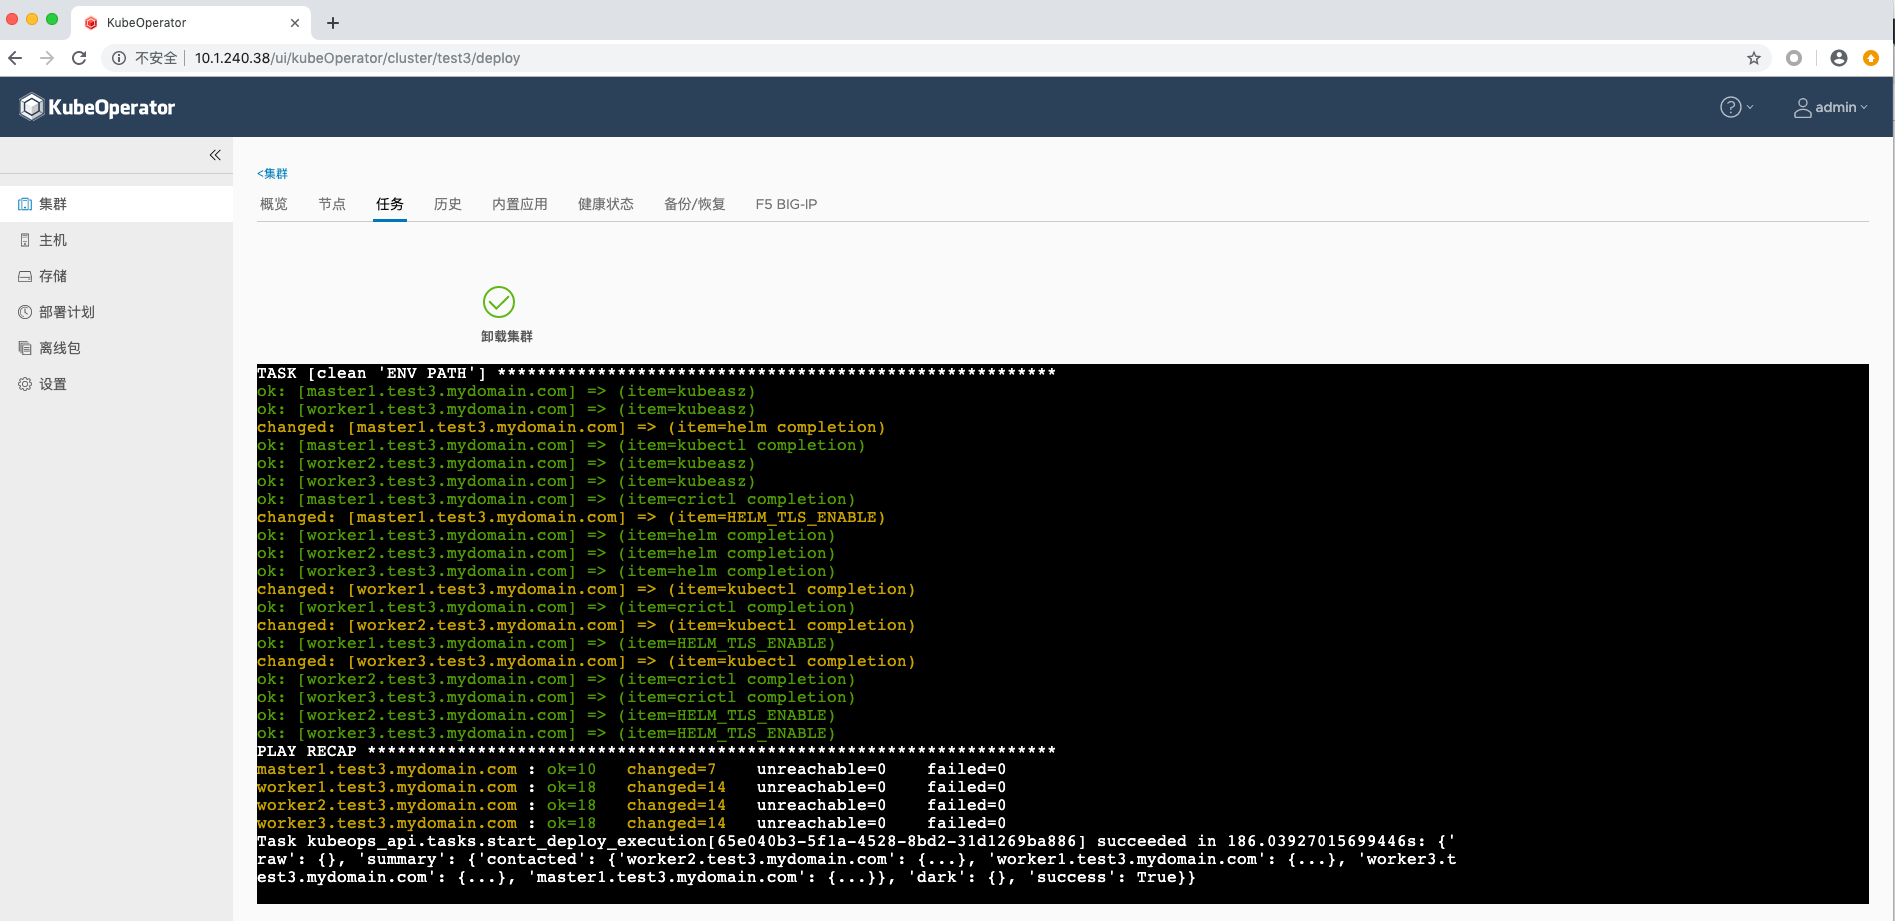 KubeOperator
不安全 10.1.240.38/ui/kubeOperator/cluster/test3/deploy
KubeOperator
admin
集群
主机
存储
部署计划
离线包
设置
<集群
概览 节点 任务 历史 内置应用 健康状态 备份/恢复 F5 BIG-IP
卸载集群
TASK [clean 'ENV PATH'] ********************************************************
ok: [master1.test3.mydomain.com] => (item=kubeasz)
ok: [worker1.test3.mydomain.com] => (item=kubeasz)
changed: [master1.test3.mydomain.com] => (item=helm completion)
ok: [master1.test3.mydomain.com] => (item=kubectl completion)
ok: [worker2.test3.mydomain.com] => (item=kubeasz)
ok: [worker3.test3.mydomain.com] => (item=kubeasz)
ok: [master1.test3.mydomain.com] => (item=crictl completion)
changed: [master1.test3.mydomain.com] => (item=HELM_TLS_ENABLE)
ok: [worker1.test3.mydomain.com] => (item=helm completion)
ok: [worker2.test3.mydomain.com] => (item=helm completion)
ok: [worker3.test3.mydomain.com] => (item=helm completion)
changed: [worker1.test3.mydomain.com] => (item=kubectl completion)
ok: [worker1.test3.mydomain.com] => (item=crictl completion)
changed: [worker2.test3.mydomain.com] => (item=kubectl completion)
ok: [worker1.test3.mydomain.com] => (item=HELM_TLS_ENABLE)
changed: [worker3.test3.mydomain.com] => (item=kubectl completion)
ok: [worker2.test3.mydomain.com] => (item=crictl completion)
ok: [worker3.test3.mydomain.com] => (item=crictl completion)
ok: [worker2.test3.mydomain.com] => (item=HELM_TLS_ENABLE)
ok: [worker3.test3.mydomain.com] => (item=HELM_TLS_ENABLE)
PLAY RECAP *********************************************************************
master1.test3.mydomain.com : ok=10 changed=7 unreachable=0 failed=0
worker1.test3.mydomain.com : ok=18 changed=14 unreachable=0 failed=0
worker2.test3.mydomain.com : ok=18 changed=14 unreachable=0 failed=0
worker3.test3.mydomain.com : ok=18 changed=14 unreachable=0 failed=0
Task kubeops_api.tasks.start_deploy_execution[65e040b3-5f1a-4528-8bd2-31d1269ba886] succeeded in 186.03927015699446s: {'
raw': {}, 'summary': {'contacted': {'worker2.test3.mydomain.com': {...}, 'worker1.test3.mydomain.com': {...}, 'worker3.t
est3.mydomain.com': {...}, 'master1.test3.mydomain.com': {...}}, 'dark': {}, 'success': True}}